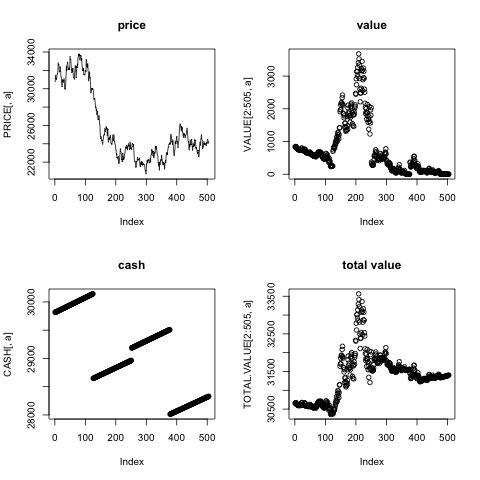 price
PRICE[, a]
22000 26000 30000 34000
0 100 200 300 400 500
Index
value
VALUE[2:505, a]
0 1000 2000 3000
0 100 200 300 400 500
Index
cash
CASH[, a]
28000 29000 30000
0 100 200 300 400 500
Index
total value
TOTAL.VALUE[2:505, a]
30500 31500 32500 33500
0 100 200 300 400 500
Index